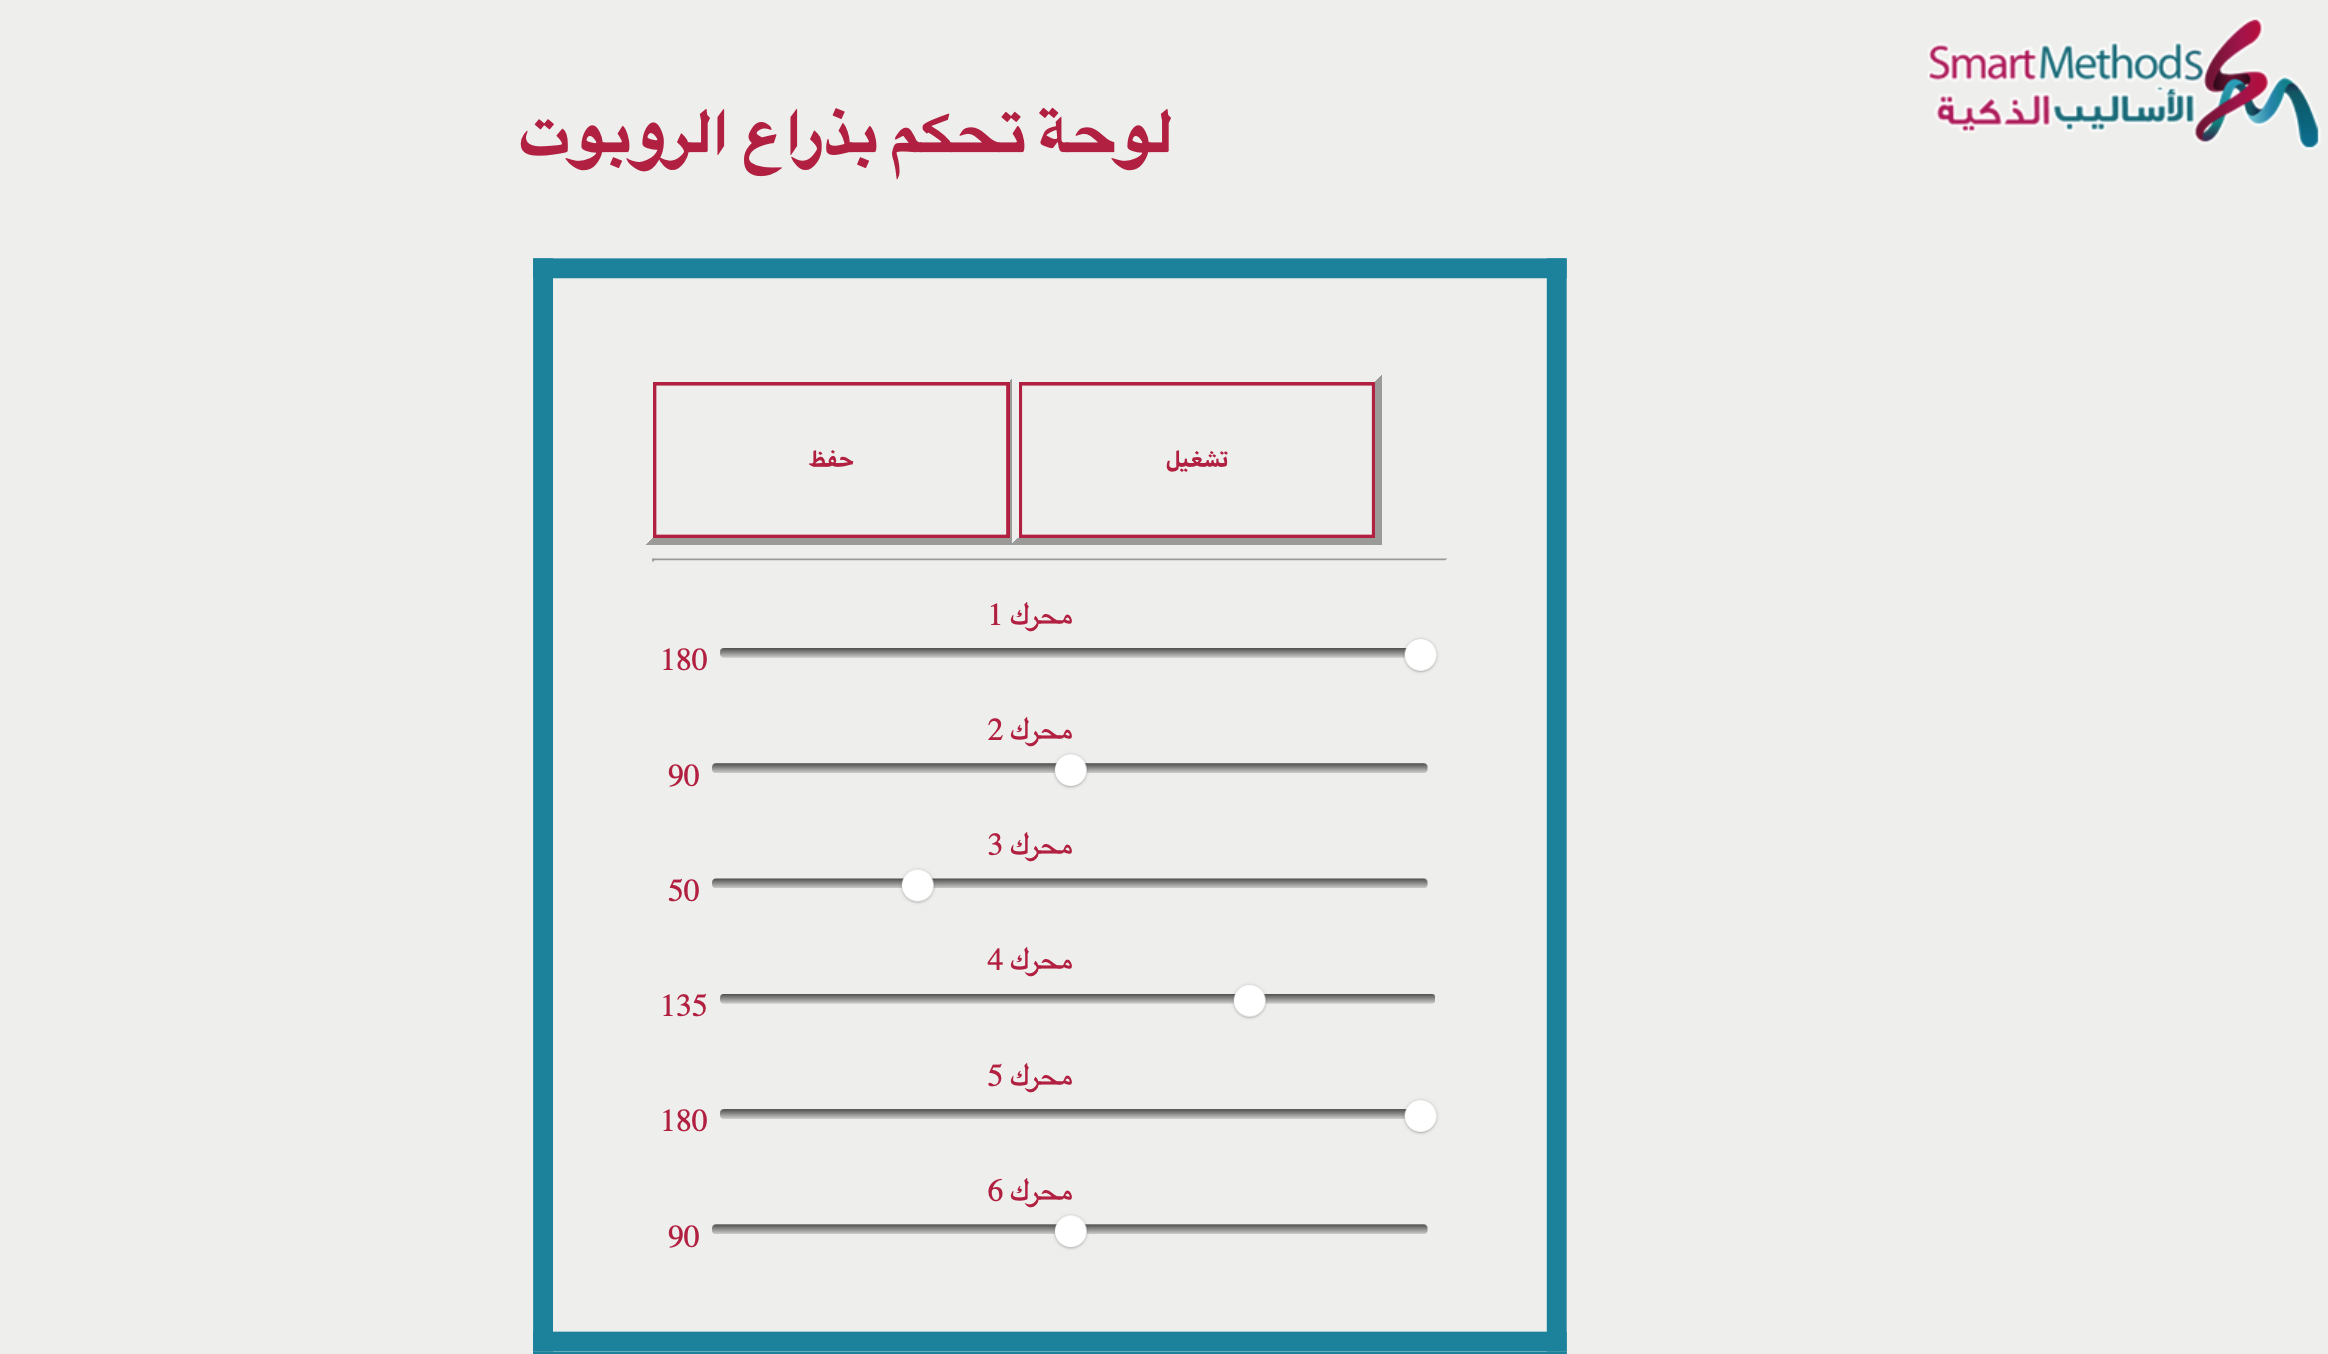 SmartMethods
الأساليب الذكية
لوحة تحكم بذراع الروبوت
تشغيل
حفظ
محرك 1
180
محرك 2
90
محرك 3
50
محرك 4
135
محرك 5
180
محرك 6
90